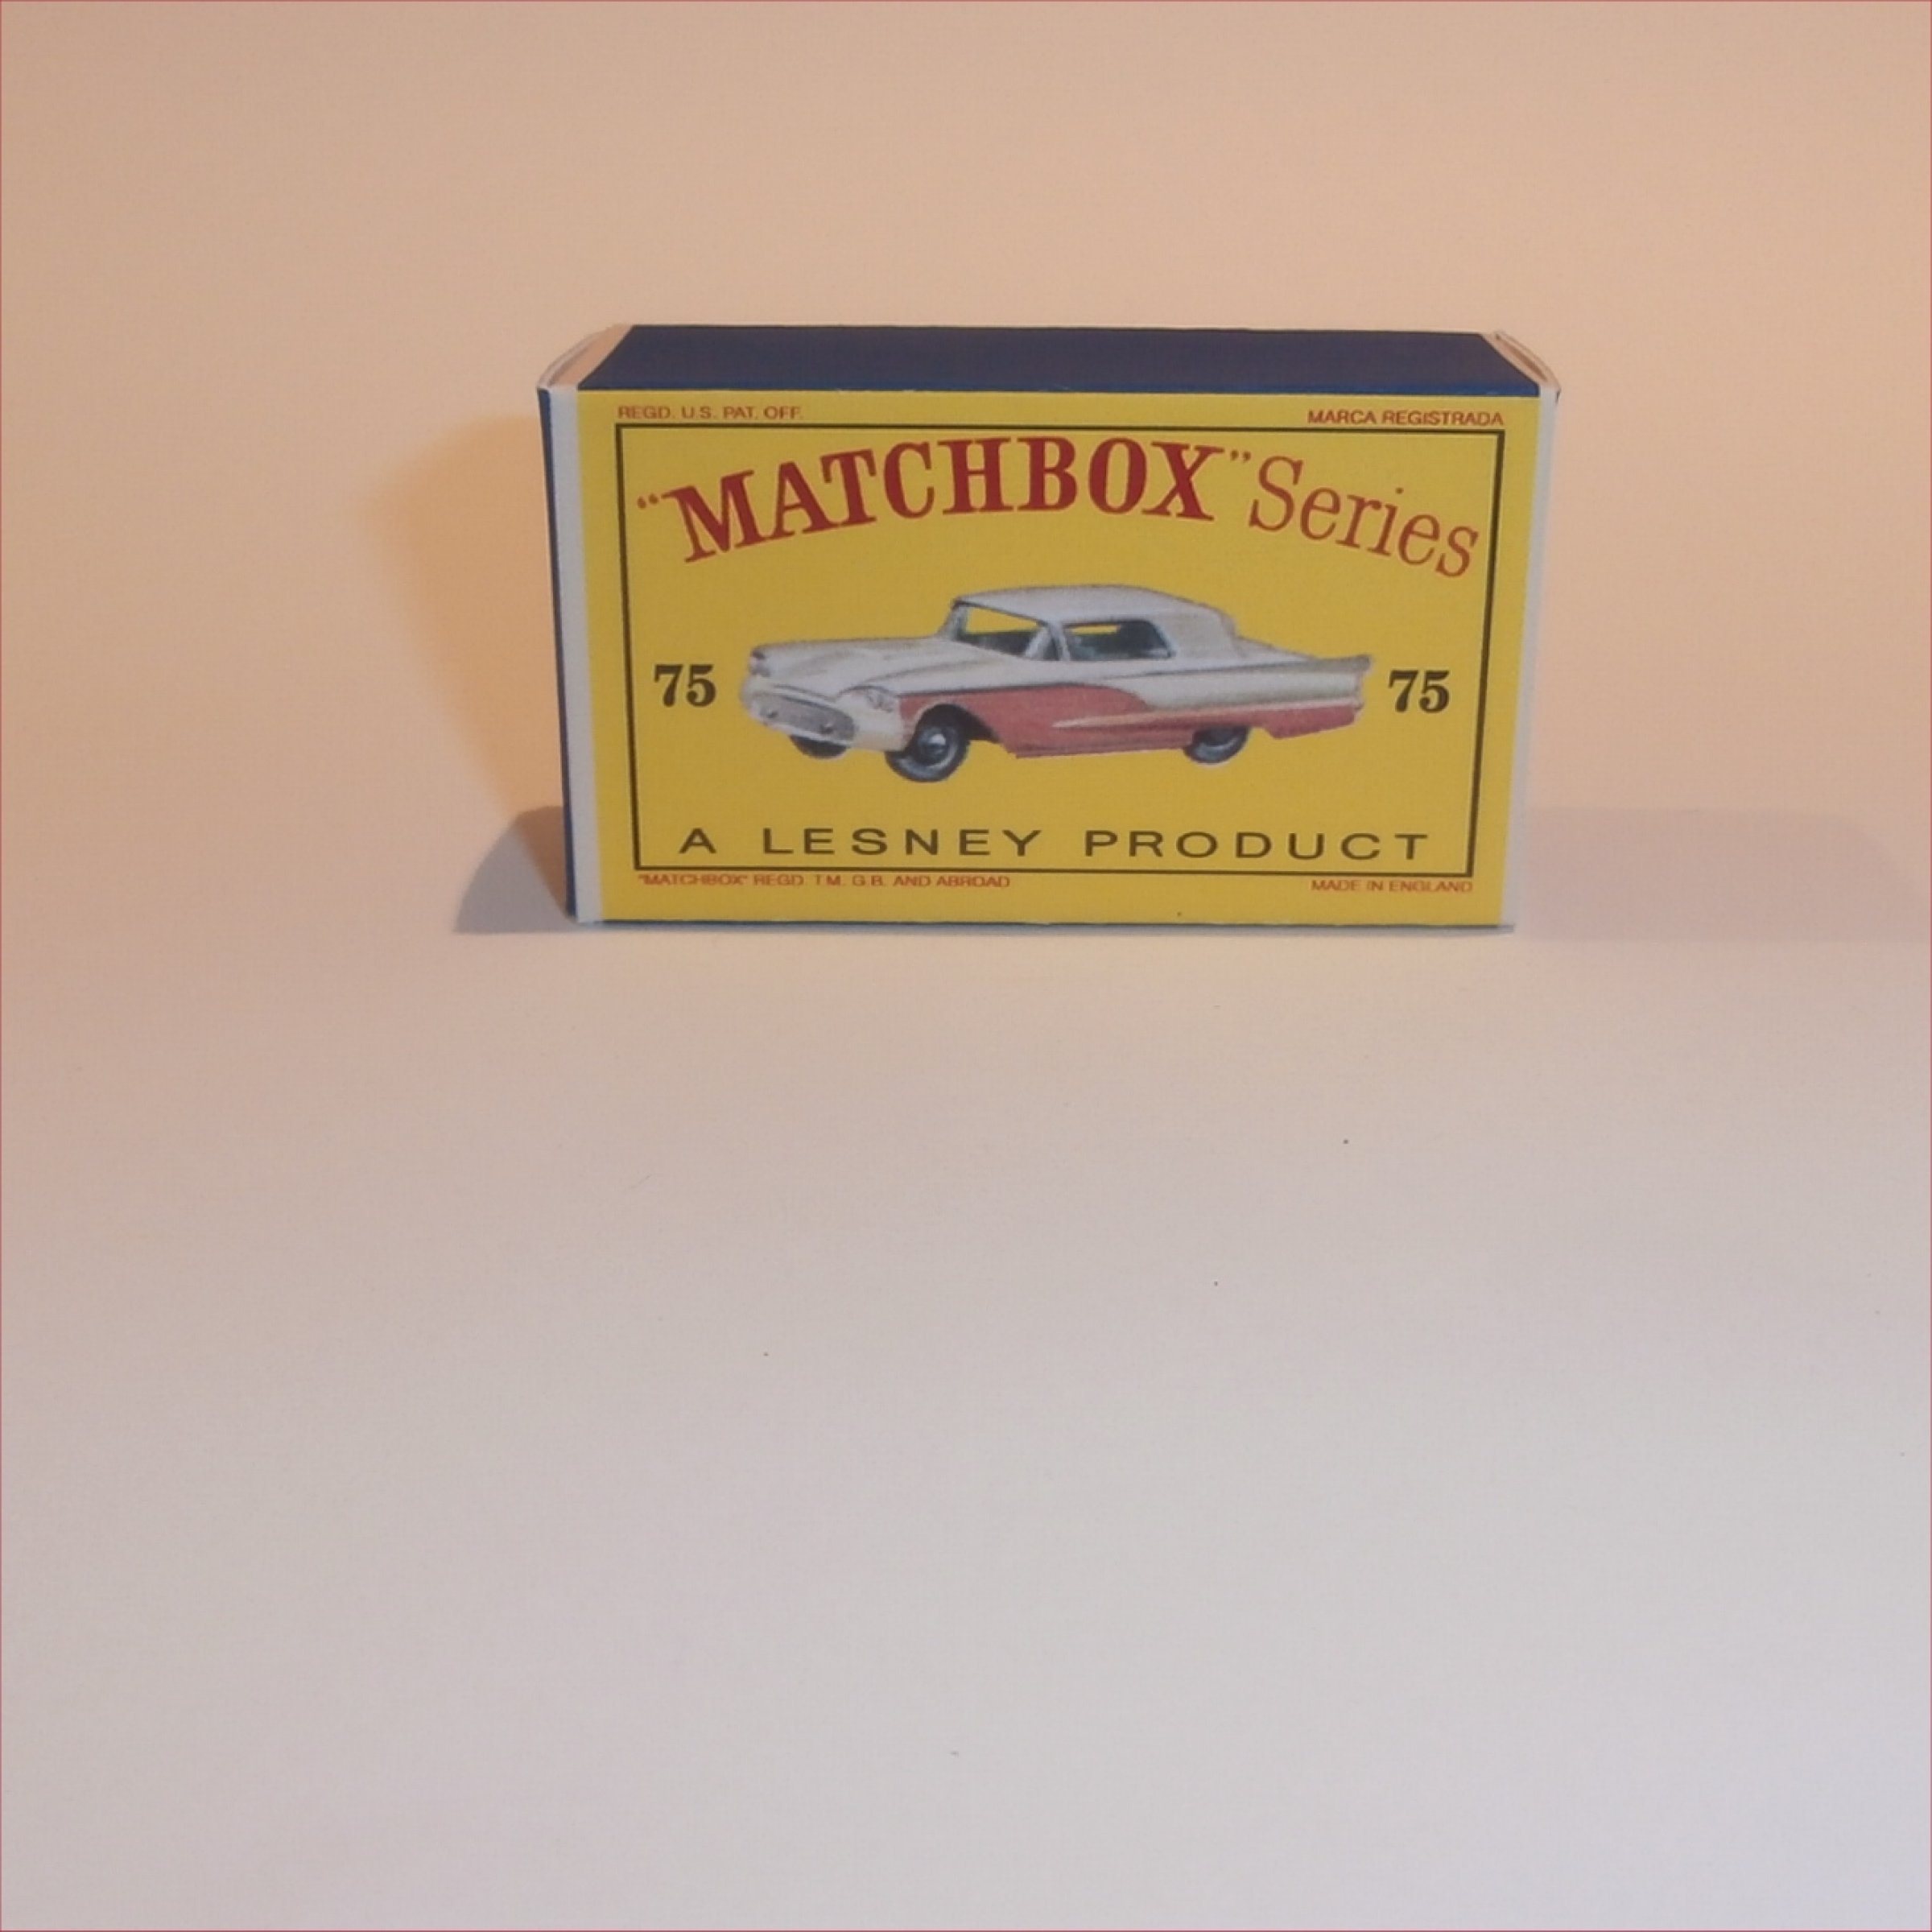 REGD. U.S. PAT. OFF. MARCA REGISTRADA
"MATCHBOX" Series
75 75
A LESNEY PRODUCT
"MATCHBOX" REGD. T.M. G.B. AND ABROAD MADE IN ENGLAND